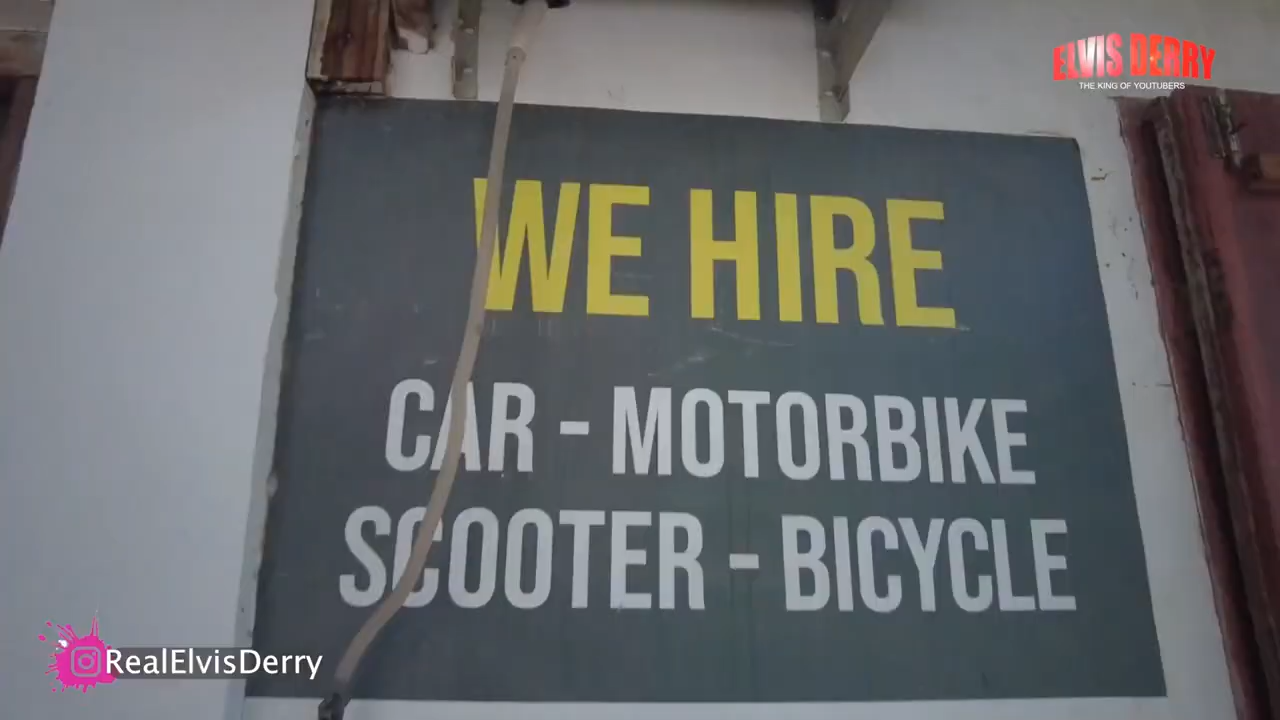 ELVIS DERRY
THE KING OF YOUTUBERS
WE HIRE
CAR - MOTORBIKE
SCOOTER - BICYCLE
RealElvisDerry